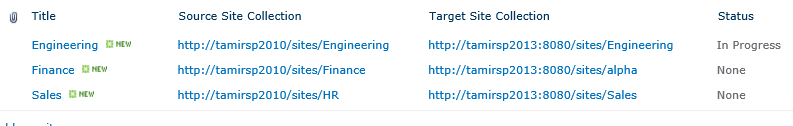 Title Source Site Collection Target Site Collection Status
Engineering NEW http://tamirsp2010/sites/Engineering http://tamirsp2013:8080/sites/Engineering In Progress
Finance NEW http://tamirsp2010/sites/Finance http://tamirsp2013:8080/sites/alpha None
Sales NEW http://tamirsp2010/sites/HR http://tamirsp2013:8080/sites/Sales None